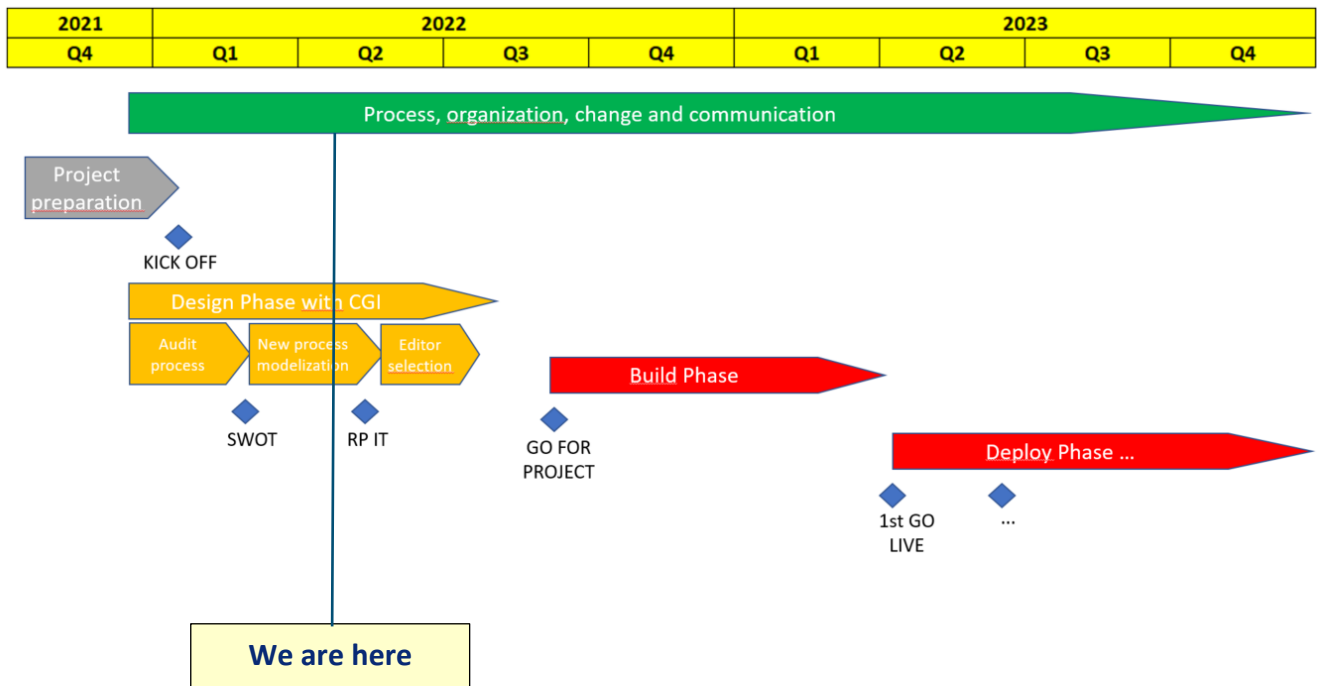 2021 2022 2023
Q4 Q1 Q2 Q3 Q4 Q1 Q2 Q3 Q4
Process, organization, change and communication
Project
preparation
KICK OFF
Design Phase with CGI
Audit
process
New process
modelization
Editor
selection
SWOT
RP IT
Build Phase
GO FOR
PROJECT
Deploy Phase ...
1st GO
LIVE
...
We are here